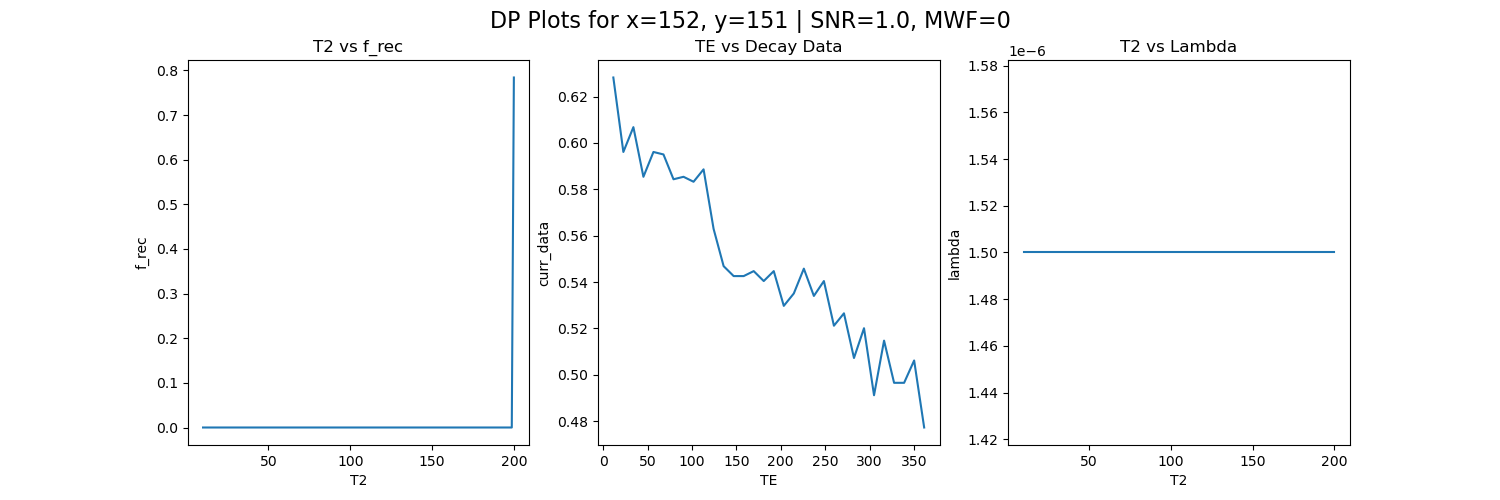 DP Plots for x=152, y=151 | SNR=1.0, MWF=0
T2 vs f_rec
f_rec
0.8
0.7
0.6
0.5
0.4
0.3
0.2
0.1
0.0
50 100 150 200
T2
TE vs Decay Data
curr_data
0.62
0.60
0.58
0.56
0.54
0.52
0.50
0.48
0 50 100 150 200 250 300 350
TE
T2 vs Lambda
1e−6
lambda
1.58
1.56
1.54
1.52
1.50
1.48
1.46
1.44
1.42
50 100 150 200
T2